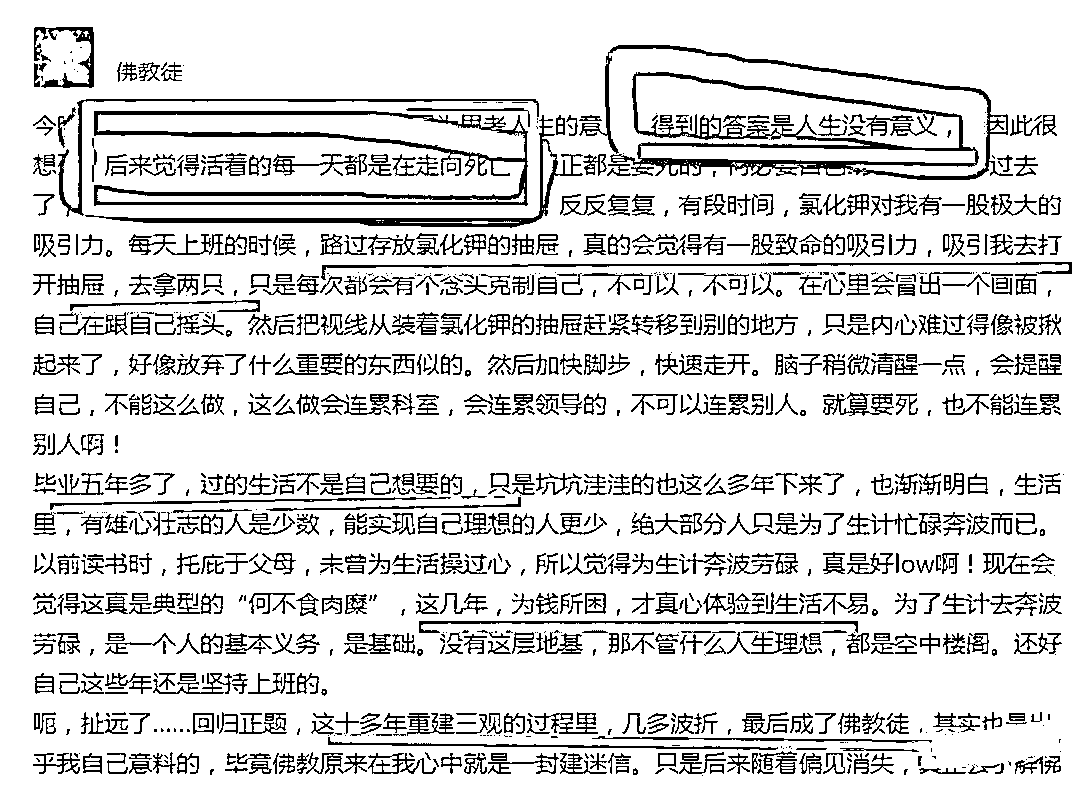 佛教徒
今 思考人生的意 得到的答案是人生没有意义， 因此很
想 后来觉得活着的每一天都是在走向死亡 正都是要死的， 过去
了， 反反复复，有段时间，氯化钾对我有一股极大的
吸引力。每天上班的时候，路过存放氯化钾的抽屉，真的会觉得有一股致命的吸引力，吸引我去打
开抽屉，去拿两只，只是每次都会有个念头克制自己，不可以，不可以。在心里会冒出一个画面，
自己在跟自己摇头。然后把视线从装着氯化钾的抽屉赶紧转移到别的地方，只是内心难过得像被揪
起来了，好像放弃了什么重要的东西似的。然后加快脚步，快速走开。脑子稍微清醒一点，会提醒
自己，不能这么做，这么做会连累科室，会连累领导的，不可以连累别人。就算要死，也不能连累
别人啊！
毕业五年多了，过的生活不是自己想要的，只是坑坑洼洼的也这么多年下来了，也渐渐明白，生活
里，有雄心壮志的人是少数，能实现自己理想的人更少，绝大部分人只是为了生计忙碌奔波而已。
以前读书时，托庇于父母，未曾为生活操过心，所以觉得为生计奔波劳碌，真是好low啊！现在会
觉得这真是典型的“何不食肉糜”，这几年，为钱所困，才真心体验到生活不易。为了生计去奔波
劳碌，是一个人的基本义务，是基础。没有这层地基，那不管什么人生理想，都是空中楼阁。还好
自己这些年还是坚持上班的。
呃，扯远了......回归正题，这十多年重建三观的过程里，几多波折，最后成了佛教徒，其实也是出
乎我自己意料的，毕竟佛教原来在我心中就是一封建迷信。只是后来随着偏见消失， 了解佛